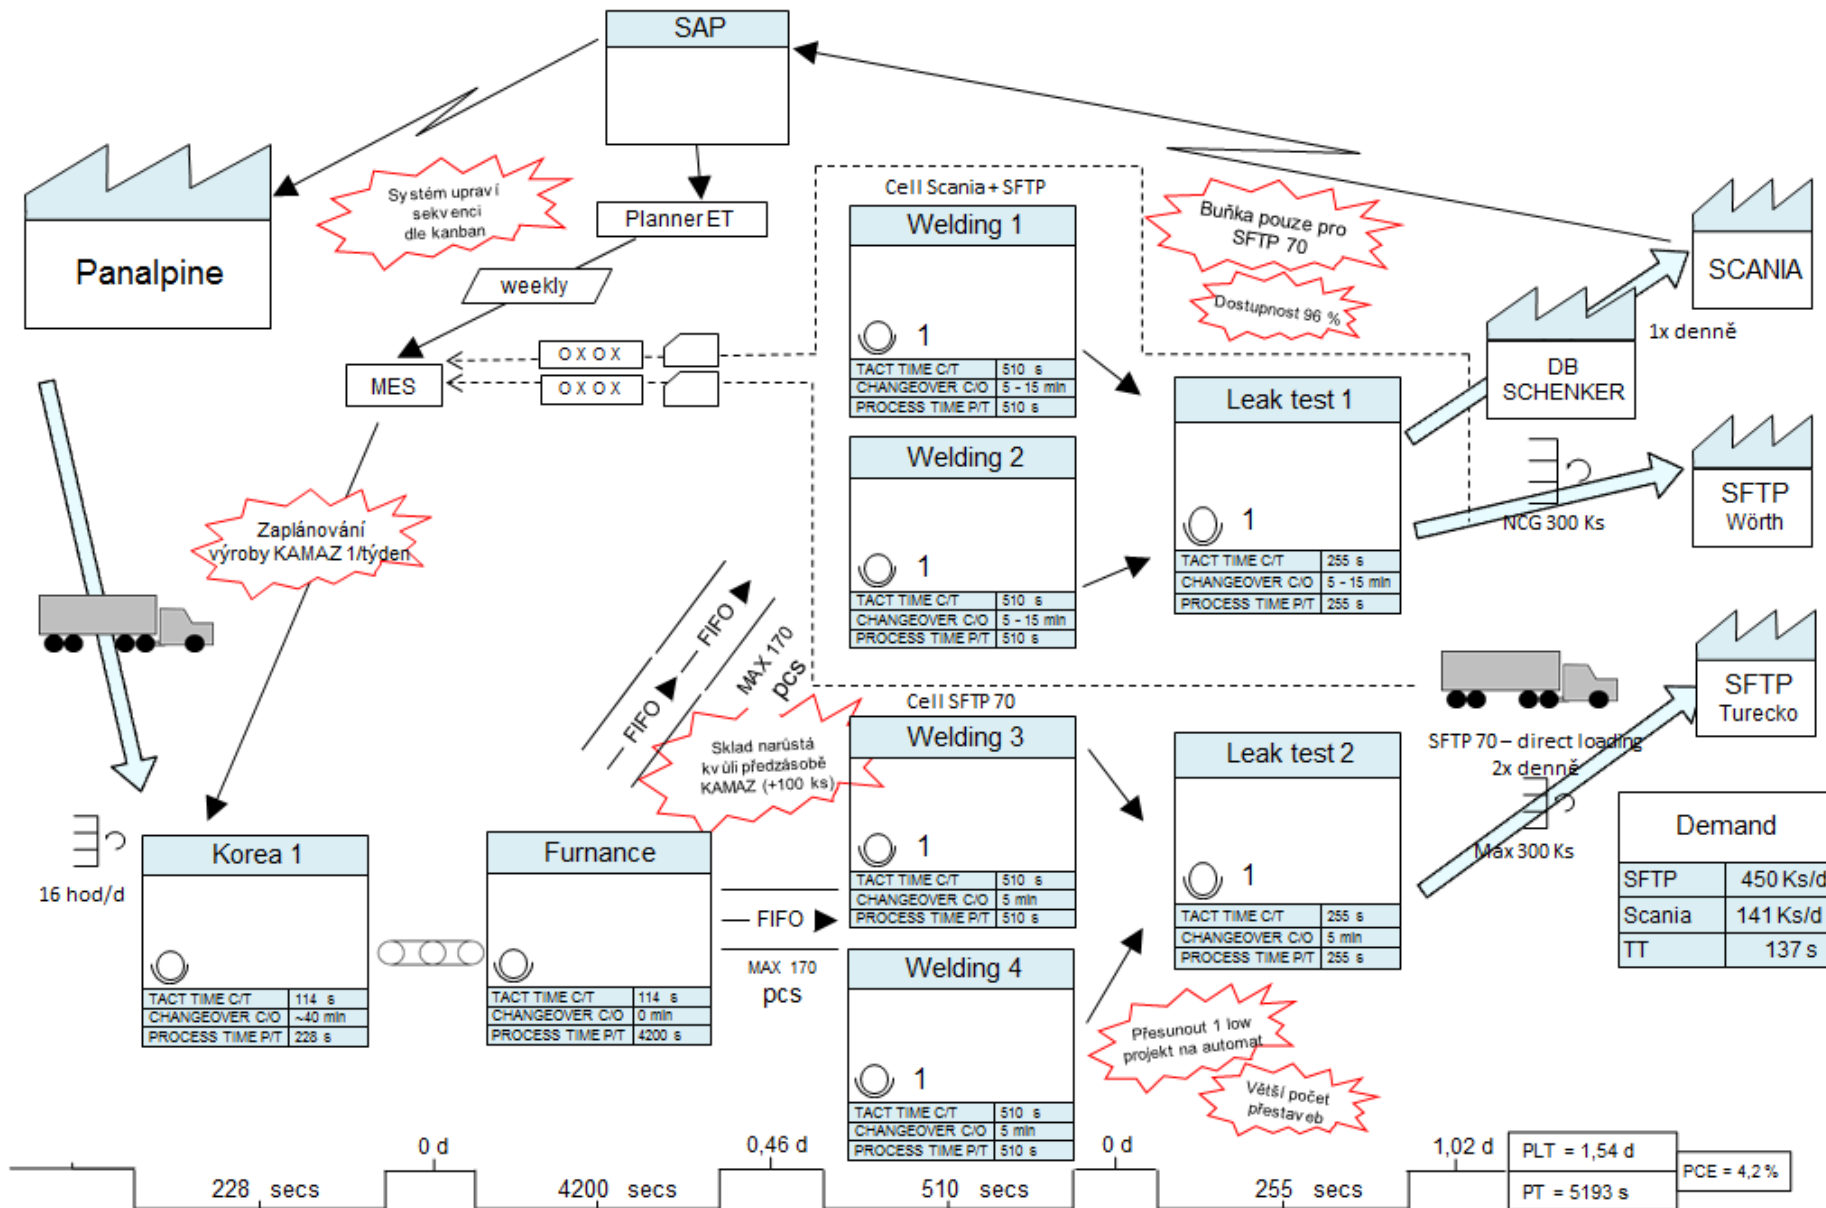 SAP
Panalpine
Systém upraví
sekvenci
dle kanban
Planner ET
weekly
MES
O X O X
O X O X
Zaplánování
výroby KAMAZ 1/týden
16 hod/d
Cell Scania + SFTP
Welding 1
1
TACT TIME C/T 510 s
CHANGEOVER C/O 5 - 15 min
PROCESS TIME P/T 510 s
Welding 2
1
TACT TIME C/T 510 s
CHANGEOVER C/O 5 - 15 min
PROCESS TIME P/T 510 s
Buňka pouze pro
SFTP 70
Dostupnost 96 %
Leak test 1
1
TACT TIME C/T 255 s
CHANGEOVER C/O 5 - 15 min
PROCESS TIME P/T 255 s
DB
SCHENKER
1x denně
SCANIA
NCG 300 Ks
SFTP
Wörth
FIFO
FIFO
MAX 170
pcs
Sklad narůstá
kvůli předzásobě
KAMAZ (+100 ks)
Cell SFTP 70
Welding 3
1
TACT TIME C/T 510 s
CHANGEOVER C/O 5 min
PROCESS TIME P/T 510 s
Leak test 2
1
TACT TIME C/T 255 s
CHANGEOVER C/O 5 min
PROCESS TIME P/T 255 s
SFTP
Turecko
SFTP 70 – direct loading
2x denně
Max 300 Ks
Demand
SFTP 450 Ks/d
Scania 141 Ks/d
TT 137 s
Korea 1
TACT TIME C/T 114 s
CHANGEOVER C/O ~40 min
PROCESS TIME P/T 228 s
Furnance
TACT TIME C/T 114 s
CHANGEOVER C/O 0 min
PROCESS TIME P/T 4200 s
FIFO
MAX 170
pcs
Welding 4
1
TACT TIME C/T 510 s
CHANGEOVER C/O 5 min
PROCESS TIME P/T 510 s
Přesunout 1 low
projekt na automat
Větší počet
přestaveb
0 d
0,46 d
0 d
1,02 d
228 secs
4200 secs
510 secs
255 secs
PLT = 1,54 d
PT = 5193 s
PCE = 4,2 %